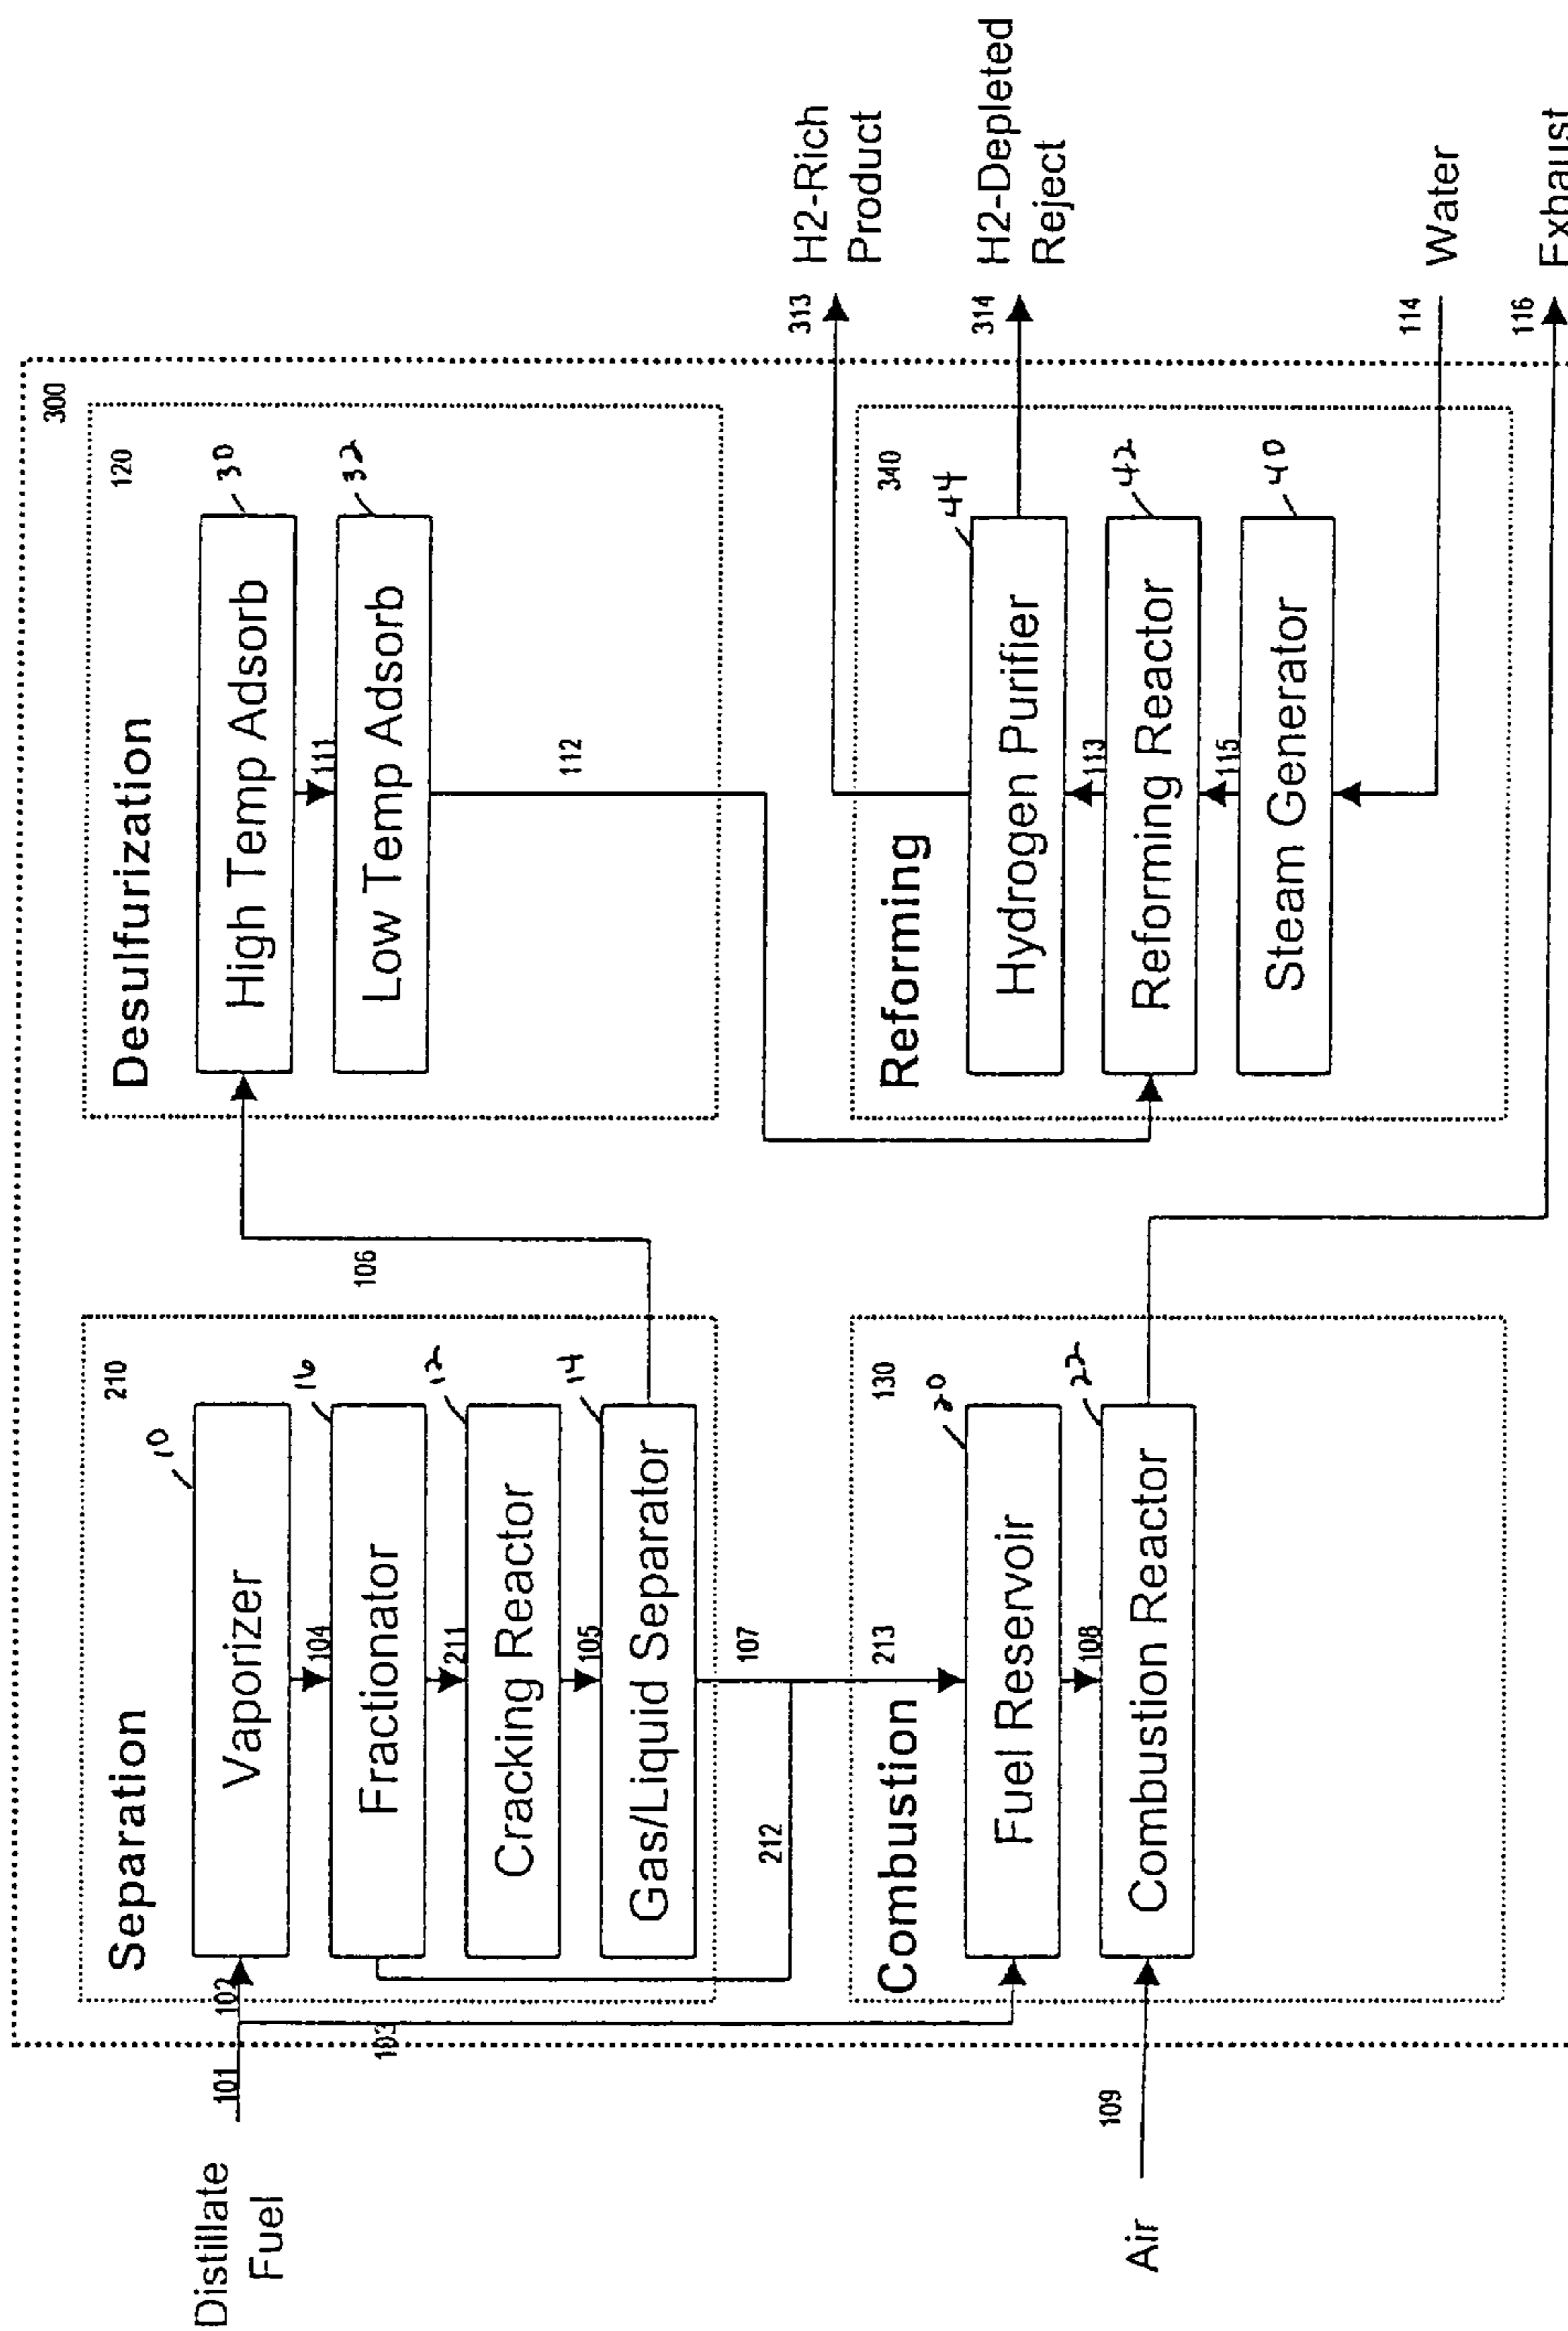 300
210
Separation
10
Vaporizer
104
16
Fractionator
211
12
Cracking Reactor
105
14
Gas/Liquid Separator
Distillate
Fuel
101
102
103
106
107
212
213
120
Desulfurization
30
High Temp Adsorb
111
32
Low Temp Adsorb
112
130
Combustion
20
Fuel Reservoir
108
22
Combustion Reactor
109
Air
340
Reforming
44
Hydrogen Purifier
113
42
Reforming Reactor
115
40
Steam Generator
313
H2-Rich
Product
314
H2-Depleted
Reject
114
Water
116
Exhaust